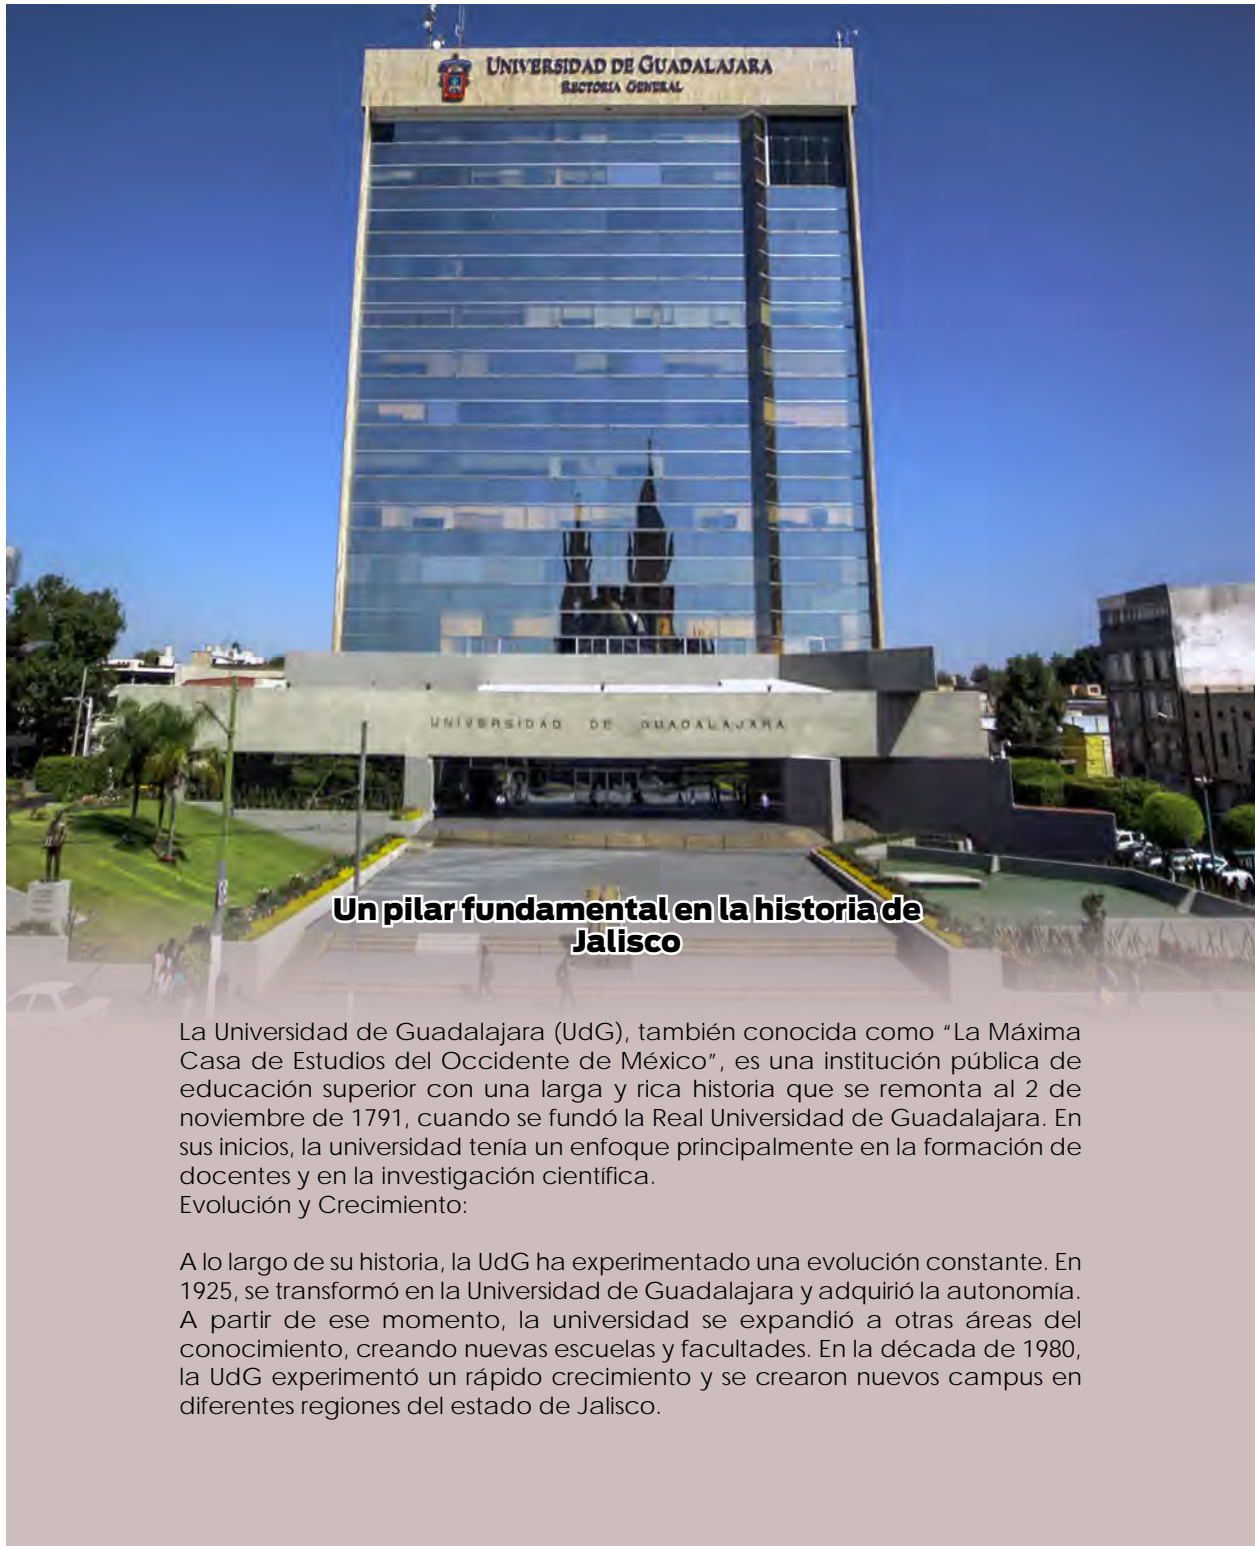 UNIVERSIDAD DE GUADALAJARA
RECTORÍA GENERAL
UNIVERSIDAD DE GUADALAJARA
Un pilar fundamental en la historia de
Jalisco
La Universidad de Guadalajara (UdG), también conocida como “La Máxima
Casa de Estudios del Occidente de México”, es una institución pública de
educación superior con una larga y rica historia que se remonta al 2 de
noviembre de 1791, cuando se fundó la Real Universidad de Guadalajara. En
sus inicios, la universidad tenía un enfoque principalmente en la formación de
docentes y en la investigación científica.
Evolución y Crecimiento:
A lo largo de su historia, la UdG ha experimentado una evolución constante. En
1925, se transformó en la Universidad de Guadalajara y adquirió la autonomía.
A partir de ese momento, la universidad se expandió a otras áreas del
conocimiento, creando nuevas escuelas y facultades. En la década de 1980,
la UdG experimentó un rápido crecimiento y se crearon nuevos campus en
diferentes regiones del estado de Jalisco.